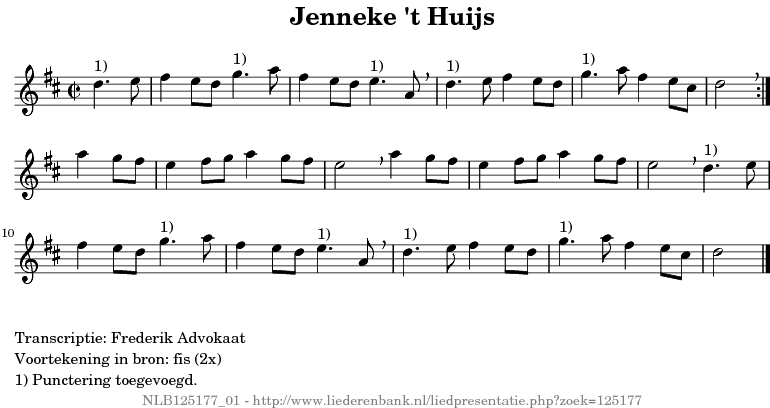 Jenneke 't Huijs
1) 1) 1) 1) 1)
1)
10 1) 1) 1) 1)
Transcriptie: Frederik Advokaat
Voortekening in bron: fis (2x)
1) Punctering toegevoegd.
NLB125177_01 - http://www.liederenbank.nl/liedpresentatie.php?zoek=125177